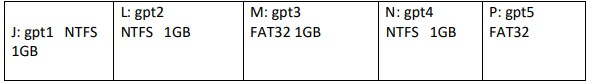 J: gpt1 NTFS
1GB
L: gpt2
NTFS 1GB
M: gpt3
FAT32 1GB
N: gpt4
NTFS 1GB
P: gpt5
FAT32